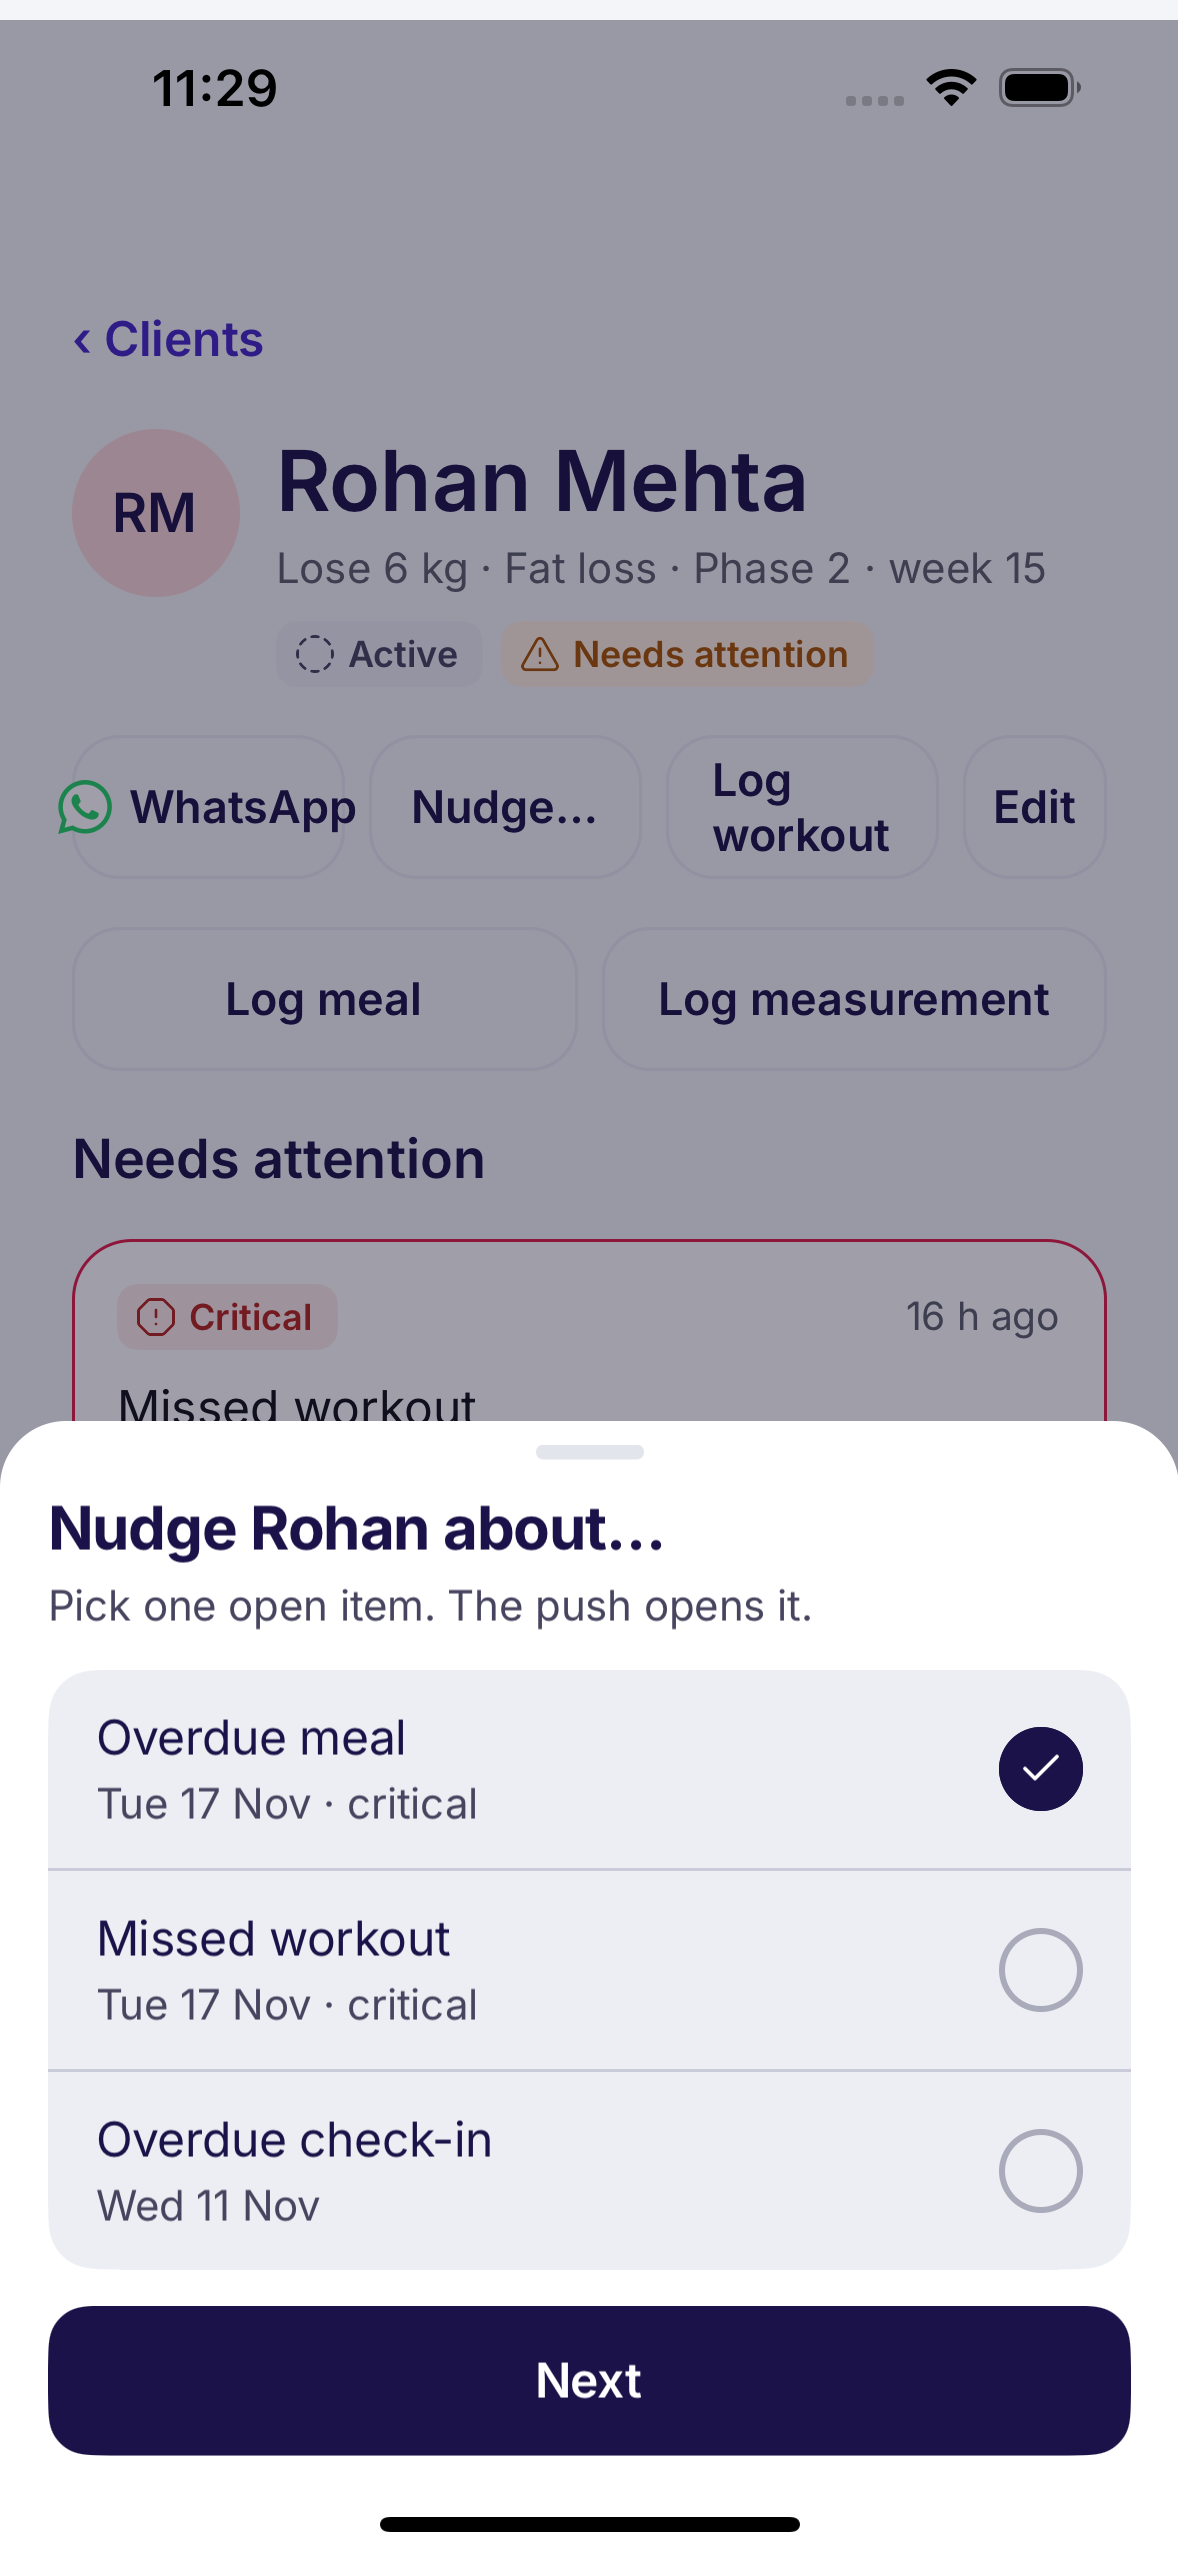 11:29
‹ Clients
RM
Rohan Mehta
Lose 6 kg · Fat loss · Phase 2 · week 15
Active
Needs attention
WhatsApp
Nudge...
Log
workout
Edit
Log meal
Log measurement
Needs attention
Critical
16 h ago
Missed workout
Nudge Rohan about...
Pick one open item. The push opens it.
Overdue meal
Tue 17 Nov · critical
Missed workout
Tue 17 Nov · critical
Overdue check-in
Wed 11 Nov
Next